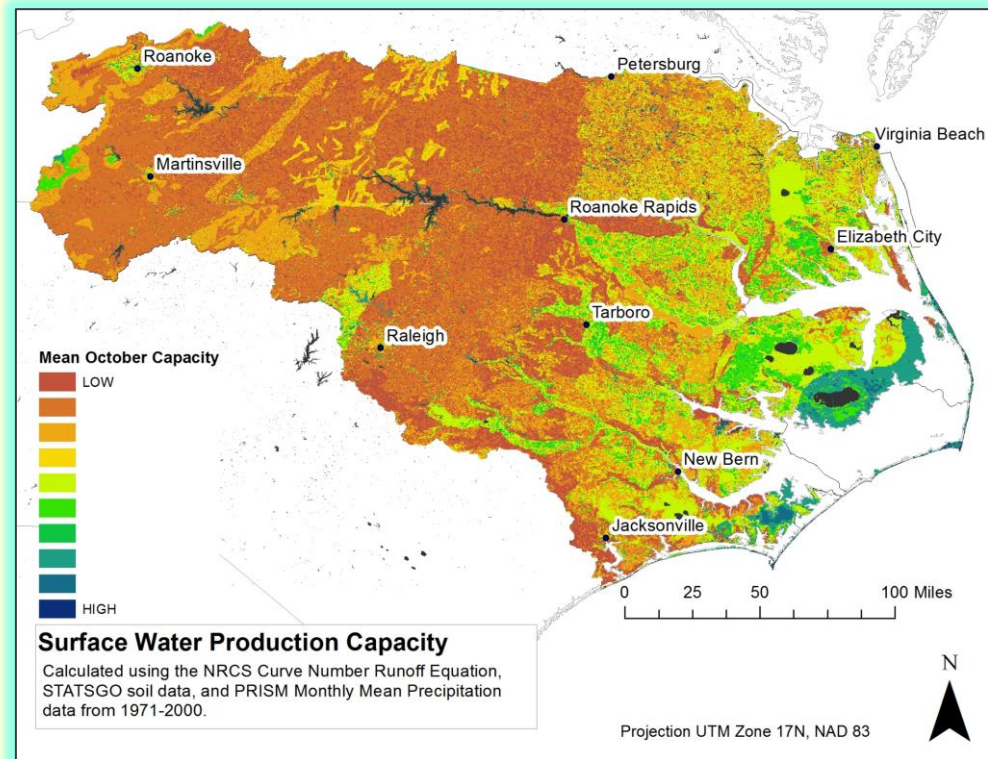 Roanoke
Petersburg
Virginia Beach
Martinsville
Roanoke Rapids
Elizabeth City
Tarboro
Raleigh
Mean October Capacity
LOW
HIGH
New Bern
Jacksonville
0 25 50 100 Miles
Surface Water Production Capacity
Calculated using the NRCS Curve Number Runoff Equation,
STATSGO soil data, and PRISM Monthly Mean Precipitation
data from 1971-2000.
N
Projection UTM Zone 17N, NAD 83